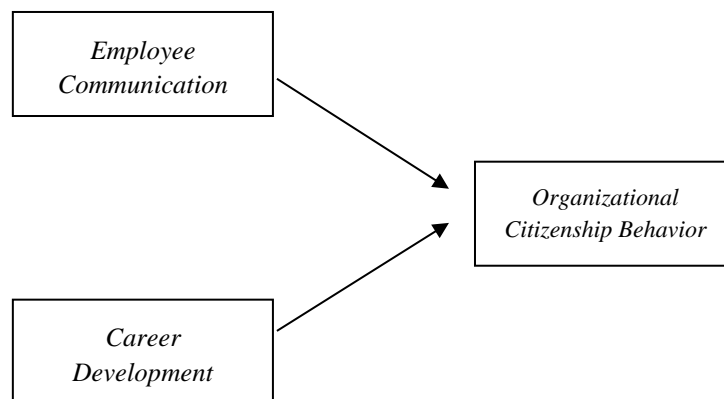 Employee
Communication
Organizational
Citizenship Behavior
Career
Development